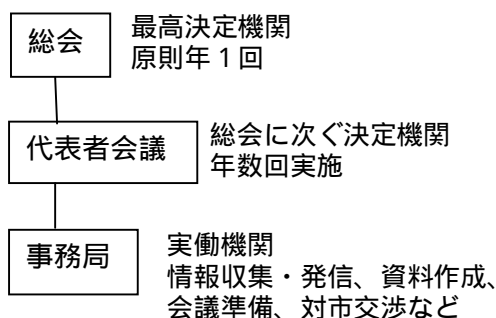 総会
最高決定機関
原則年１回
代表者会議
総会に次ぐ決定機関
年数回実施
事務局
実働機関
情報収集・発信、資料作成、
会議準備、対市交渉など